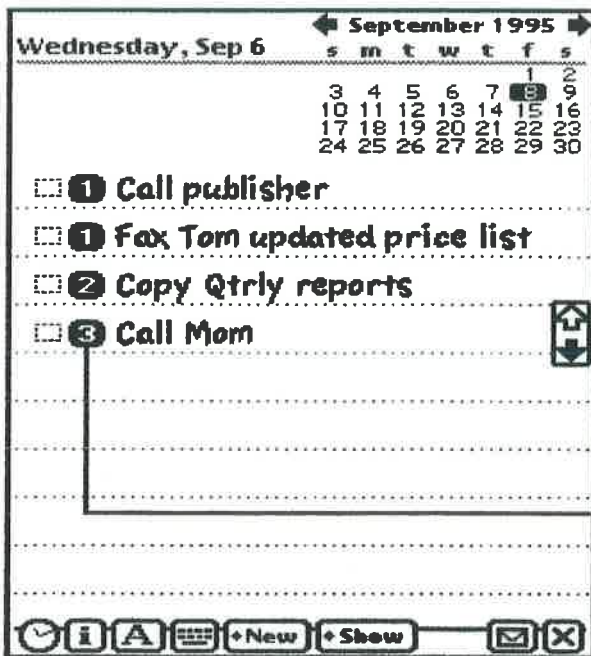 September 1995
Wednesday, Sep 6
s m t w t f s
1 2
3 4 5 6 7 8 9
10 11 12 13 14 15 16
17 18 19 20 21 22 23
24 25 26 27 28 29 30
1 Call publisher
1 Fax Tom updated price list
2 Copy Qtrly reports
3 Call Mom
i A New Show